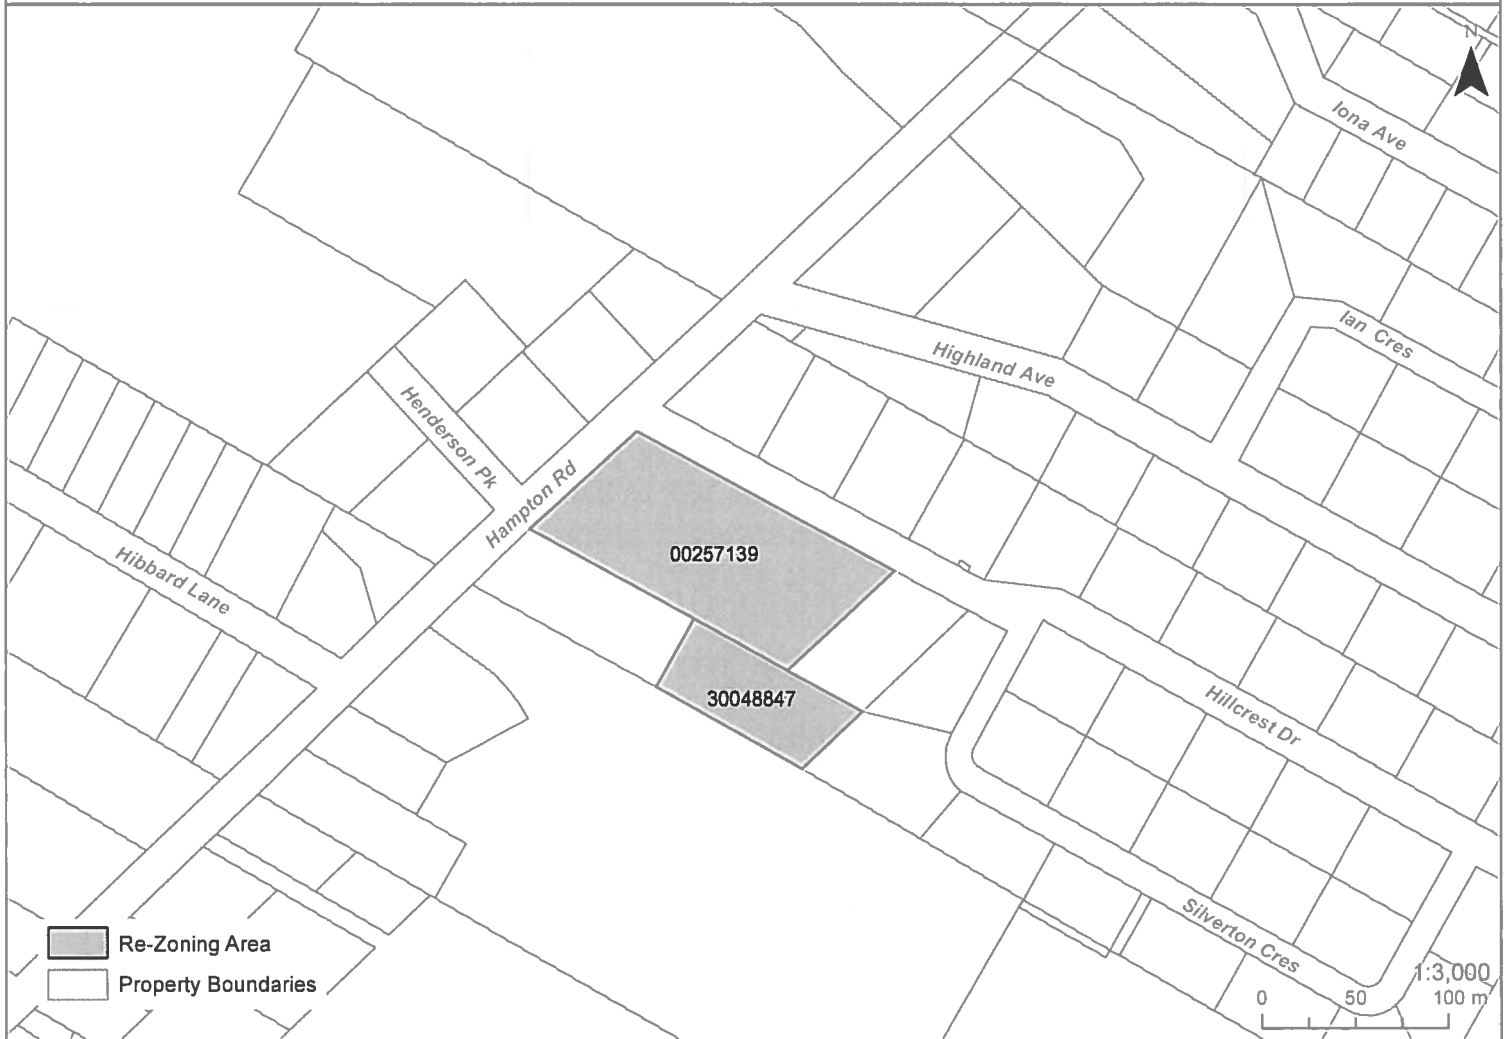 N
Iona Ave
Ian Cres
Highland Ave
Henderson Pk
Hampton Rd
00257139
Hibbard Lane
30048847
Hillcrest Dr
Silverton Cres
Re-Zoning Area
Property Boundaries
1:3,000
0 50 100 m